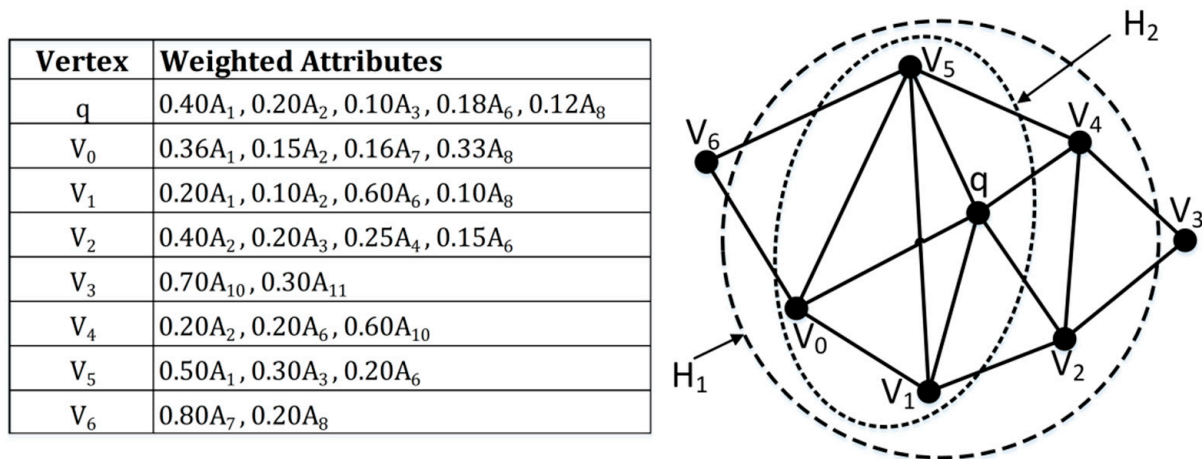 Vertex Weighted Attributes
q 0.40A₁, 0.20A₂, 0.10A₃, 0.18A₆, 0.12A₈
V₀ 0.36A₁, 0.15A₂, 0.16A₇, 0.33A₈
V₁ 0.20A₁, 0.10A₂, 0.60A₆, 0.10A₈
V₂ 0.40A₂, 0.20A₃, 0.25A₄, 0.15A₆
V₃ 0.70A₁₀, 0.30A₁₁
V₄ 0.20A₂, 0.20A₆, 0.60A₁₀
V₅ 0.50A₁, 0.30A₃, 0.20A₆
V₆ 0.80A₇, 0.20A₈
H₂
V₅
V₄
V₆
q
V₃
V₀
V₂
H₁
V₁